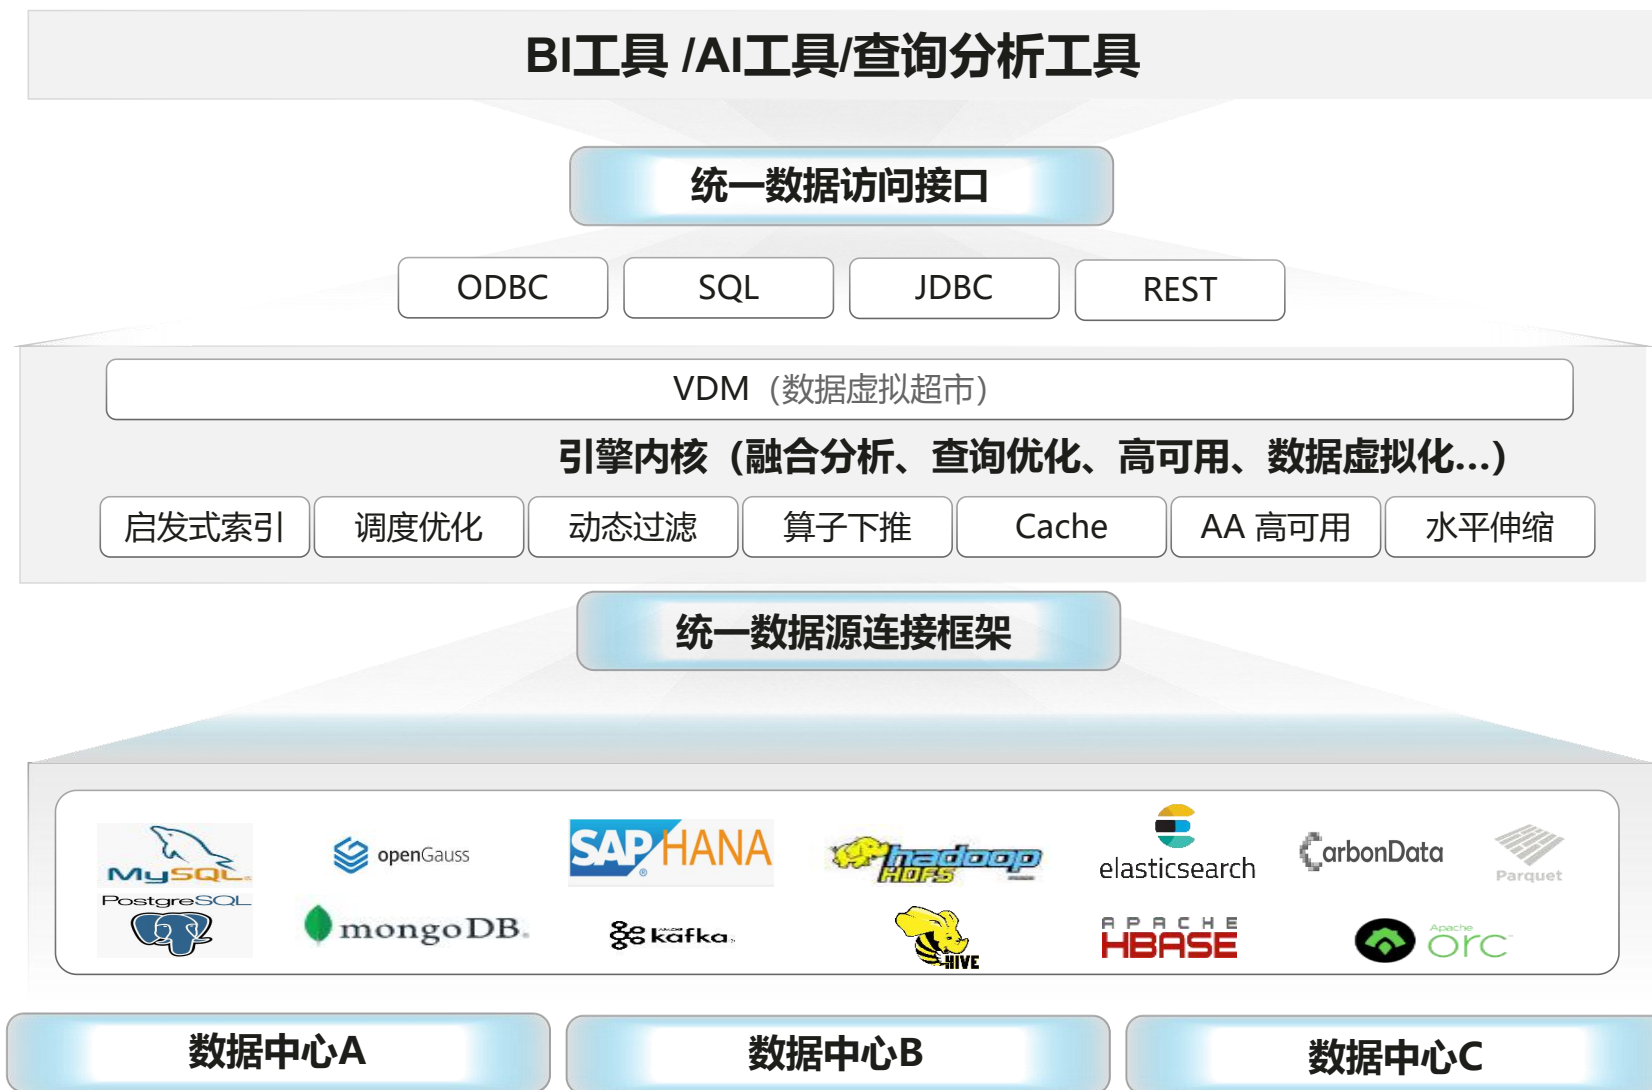 BI工具 /AI工具/查询分析工具
统一数据访问接口
ODBC SQL JDBC REST
VDM（数据虚拟超市）
引擎内核（融合分析、查询优化、高可用、数据虚拟化...）
启发式索引 调度优化 动态过滤 算子下推 Cache AA 高可用 水平伸缩
统一数据源连接框架
MySQL openGauss SAP HANA hadoop HDFS elasticsearch CarbonData Parquet
PostgreSQL mongoDB. kafka HIVE APACHE HBASE Apache orc
数据中心A 数据中心B 数据中心C